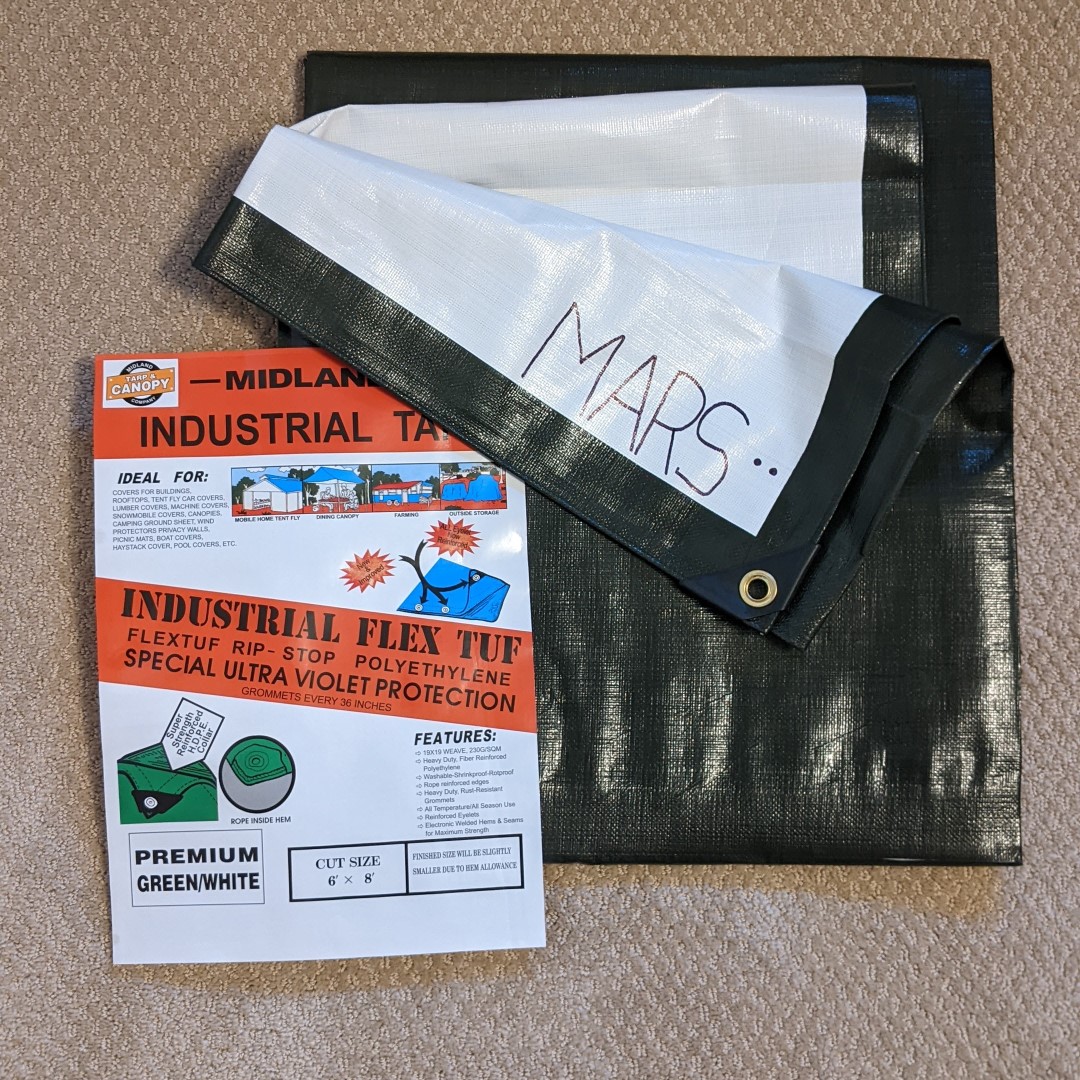 MIDLAND
TARP &
CANOPY
COMPANY
— MIDLAN
INDUSTRIAL TA
IDEAL FOR:
COVERS FOR BUILDINGS,
ROOFTOPS, TENT FLY CAR COVERS,
LUMBER COVERS, MACHINE COVERS,
SNOWMOBILE COVERS, CANOPIES,
CAMPING GROUND SHEET, WIND
PROTECTORS PRIVACY WALLS,
PICNIC MATS, BOAT COVERS,
HAYSTACK COVER, POOL COVERS, ETC.
MOBILE HOME TENT FLY
DINING CANOPY
FARMING
OUTSIDE STORAGE
Now
Reinforced
Improved
INDUSTRIAL FLEX TUF
FLEXTUF RIP-STOP POLYETHYLENE
SPECIAL ULTRA VIOLET PROTECTION
GROMMETS EVERY 36 INCHES
Super
Strength
Reinforced
H.D.P.E.
Collar
ROPE INSIDE HEM
FEATURES:
⇨ 19X19 WEAVE, 230G/SQM
⇨ Heavy Duty, Fiber Reinforced
Polyethylene
⇨ Washable-Shrinkproof-Rotproof
⇨ Rope reinforced edges
⇨ Heavy Duty, Rust-Resistant
Grommets
⇨ All Temperature/All Season Use
⇨ Reinforced Eyelets
⇨ Electronic Welded Hems & Seams
for Maximum Strength
PREMIUM
GREEN/WHITE
CUT SIZE
6' × 8'
FINISHED SIZE WILL BE SLIGHTLY
SMALLER DUE TO HEM ALLOWANCE
MARS..